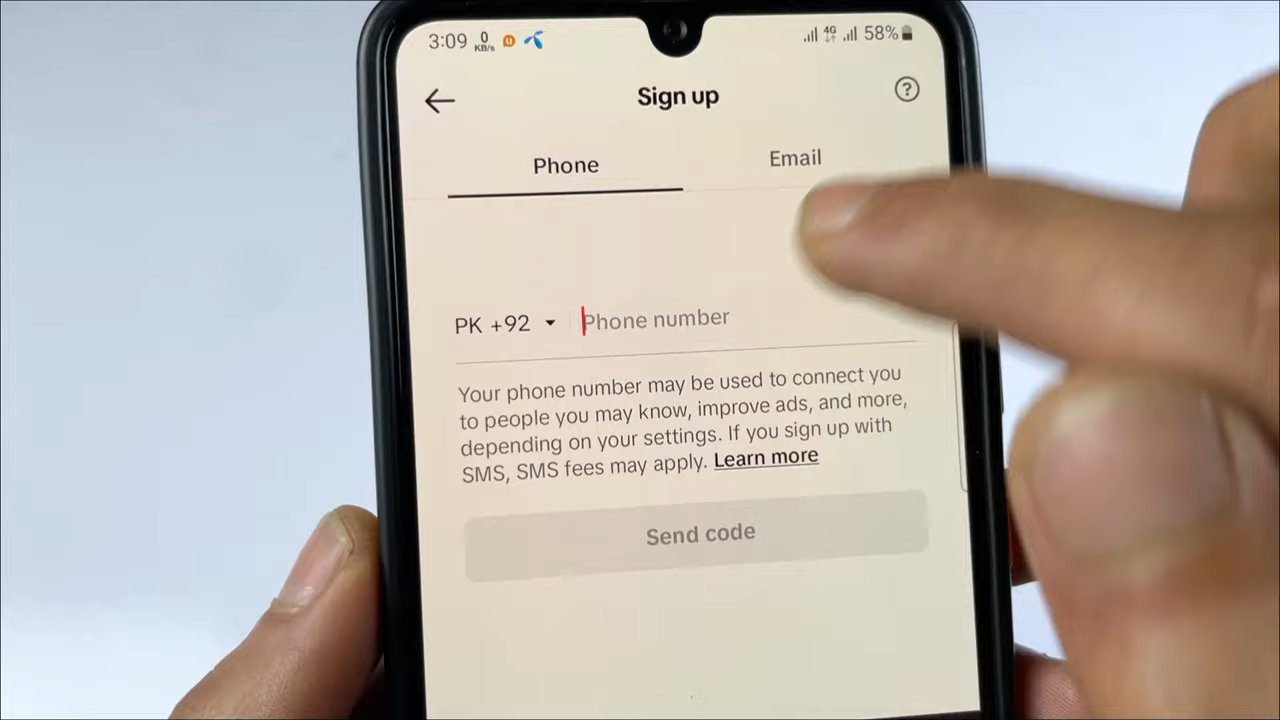 3:09 0 KB/s 4G 58%
Sign up ?
Phone Email
PK +92 Phone number
Your phone number may be used to connect you
to people you may know, improve ads, and more,
depending on your settings. If you sign up with
SMS, SMS fees may apply. Learn more
Send code